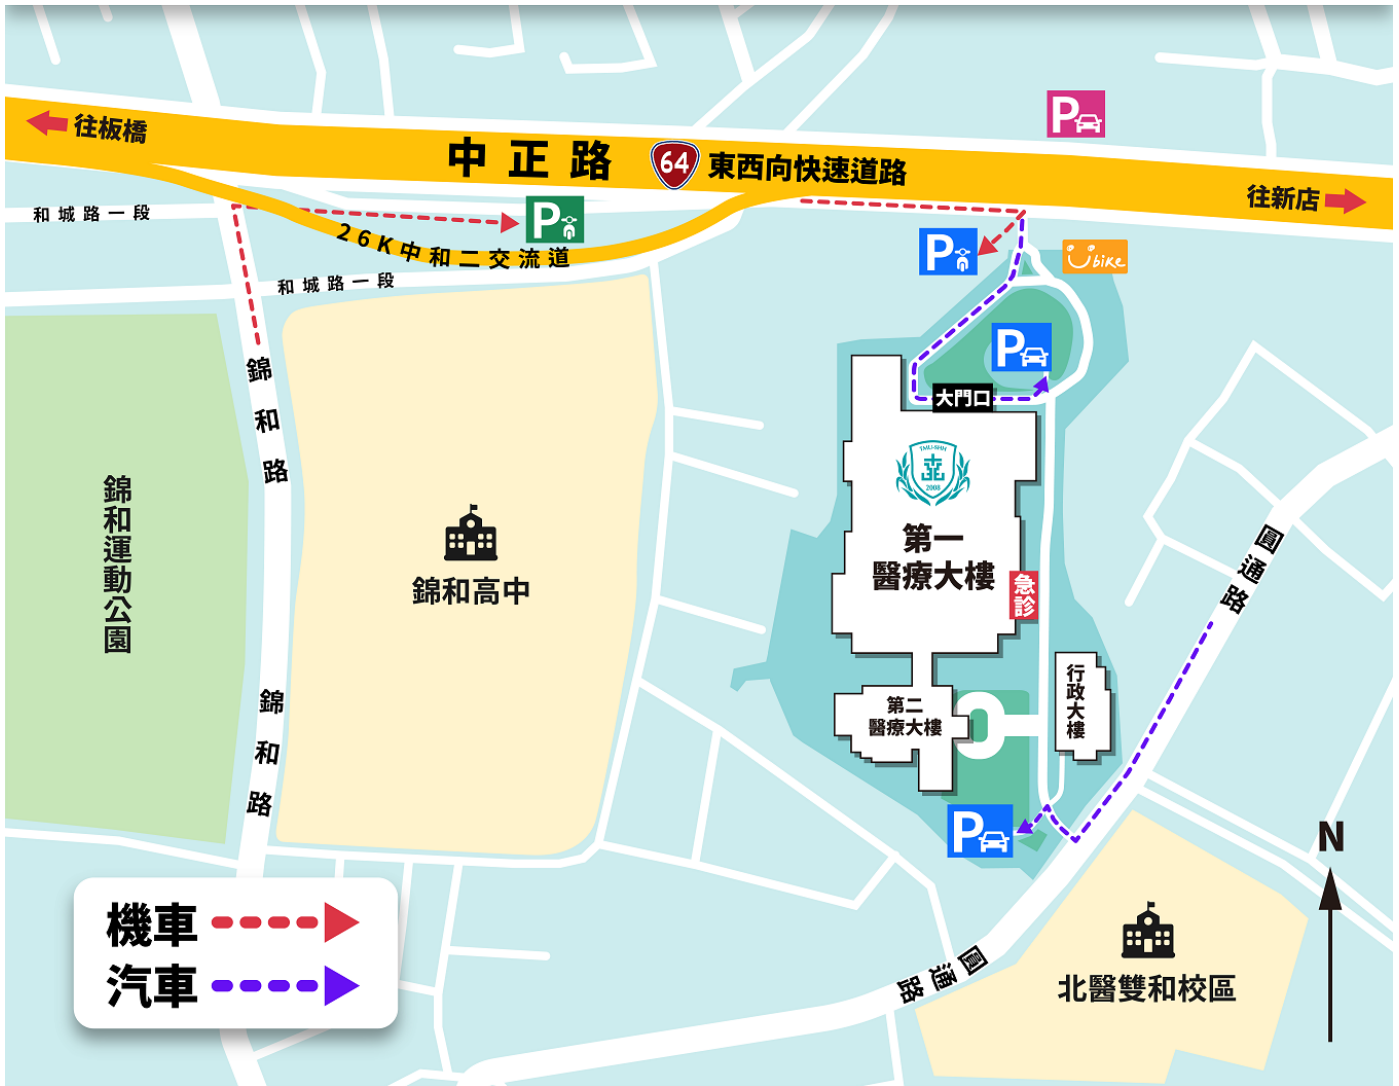 往板橋
中正路
64
東西向快速道路
往新店
P
和城路一段
P
26K中和二交流道
和城路一段
P
Ubike
P
大門口
錦和路
TMU-SHH
2008
第一
醫療大樓
急診
錦和運動公園
錦和高中
圓通路
行政大樓
第二
醫療大樓
錦和路
P
N
機車
汽車
圓通路
北醫雙和校區